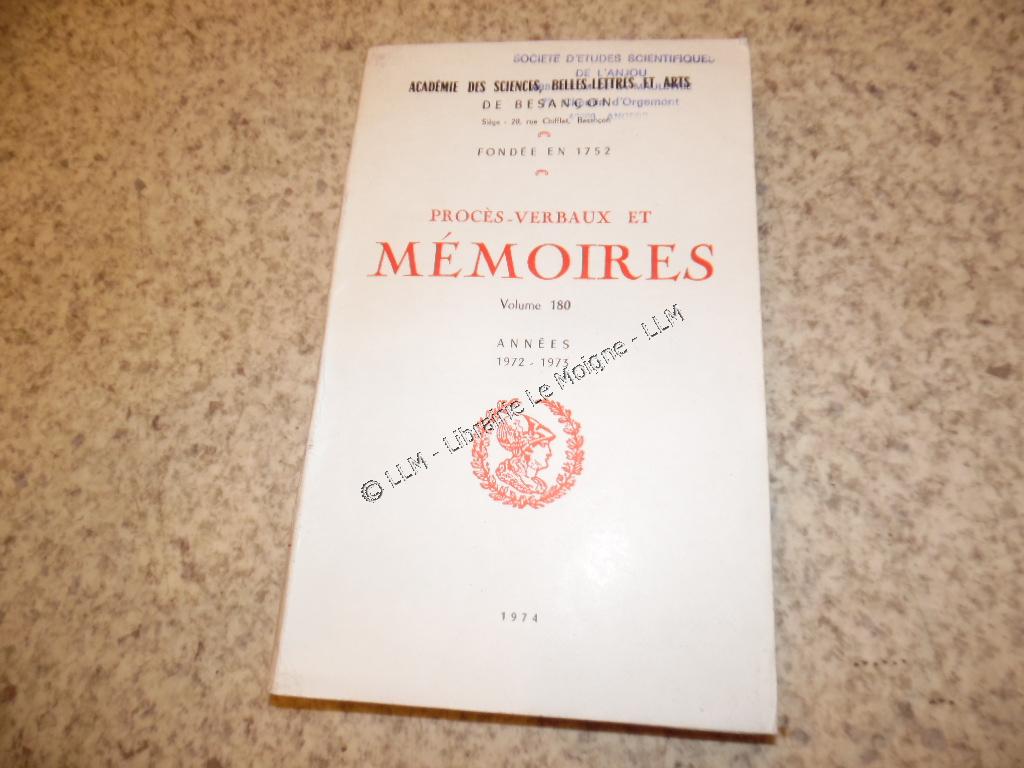 SOCIETE D'ETUDES SCIENTIFIQUES
DE L'ANJOU
ACADÉMIE DES SCIENCES, BELLES-LETTRES ET ARTS
DE BESANÇON
d'Orgemont
Siège - 20, rue Chifflet, Besançon
ANGERS
FONDÉE EN 1752
PROCÈS-VERBAUX ET
MÉMOIRES
Volume 180
ANNÉES
1972 - 1973
© LLM - Librairie Le Moigne - LLM
1974